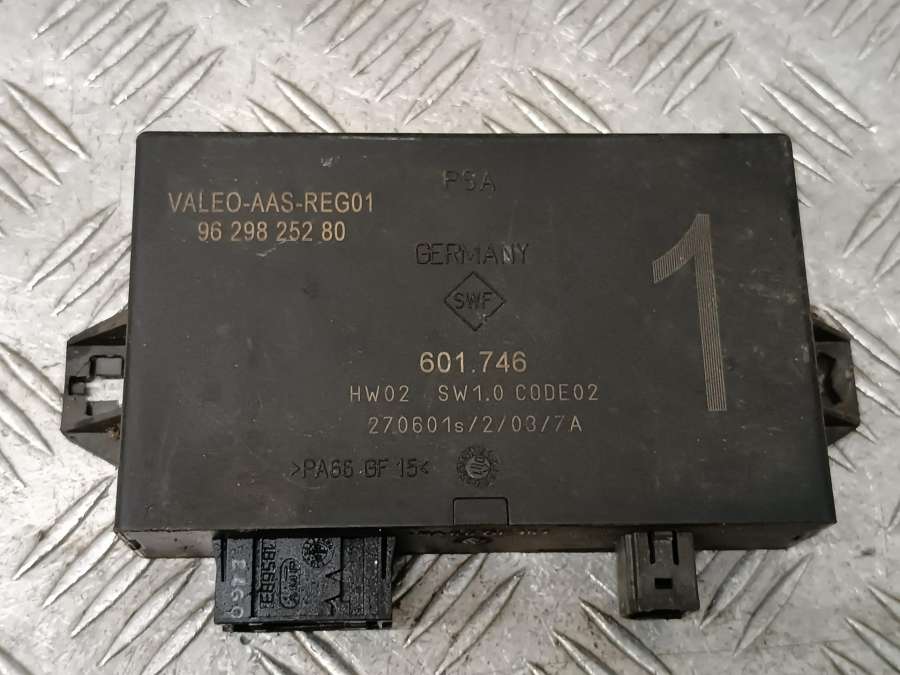 PSA
VALEO-AAS-REG01
96 298 252 80
GERMANY
SWF
1
601.746
HW02 SW1.0 CODE02
270601s/2/03/7A
>PA66 GF 15<